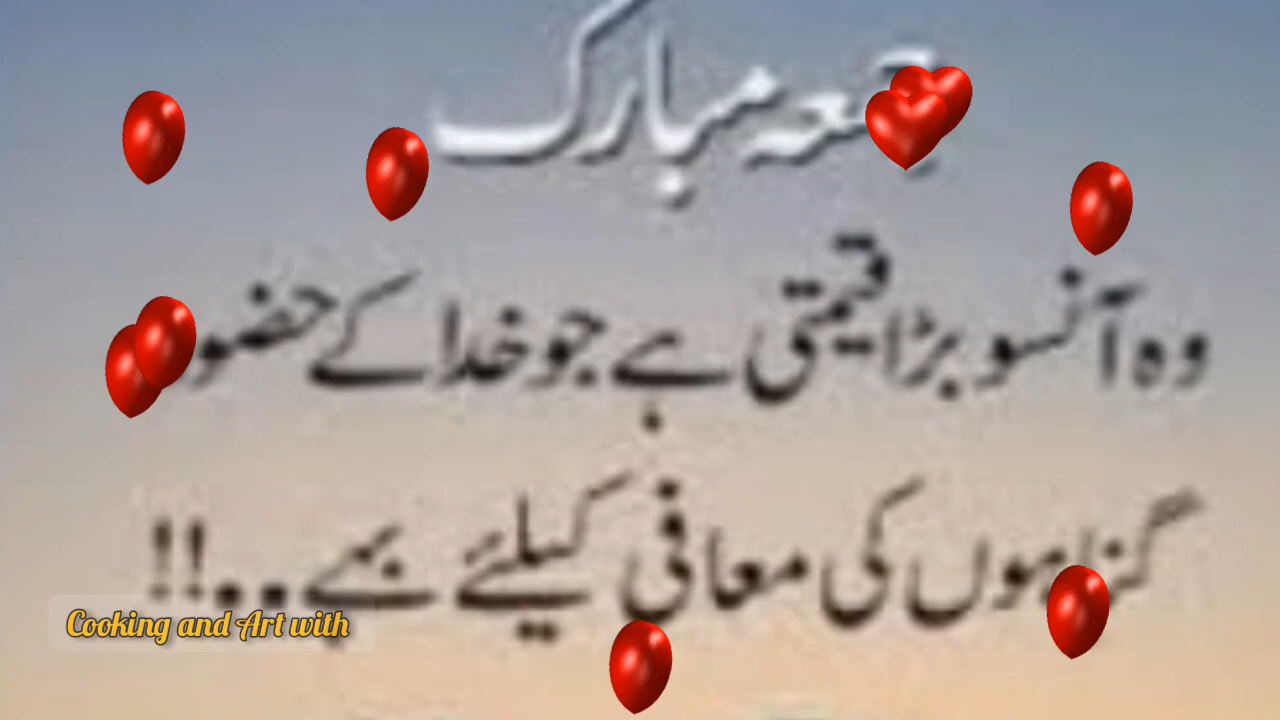 جمعہ مبارک
وہ آنسو بڑا قیمتی ہے جو خدا کے حضور
گناہوں کی معافی کیلئے بہے..!!
Cooking and Art with